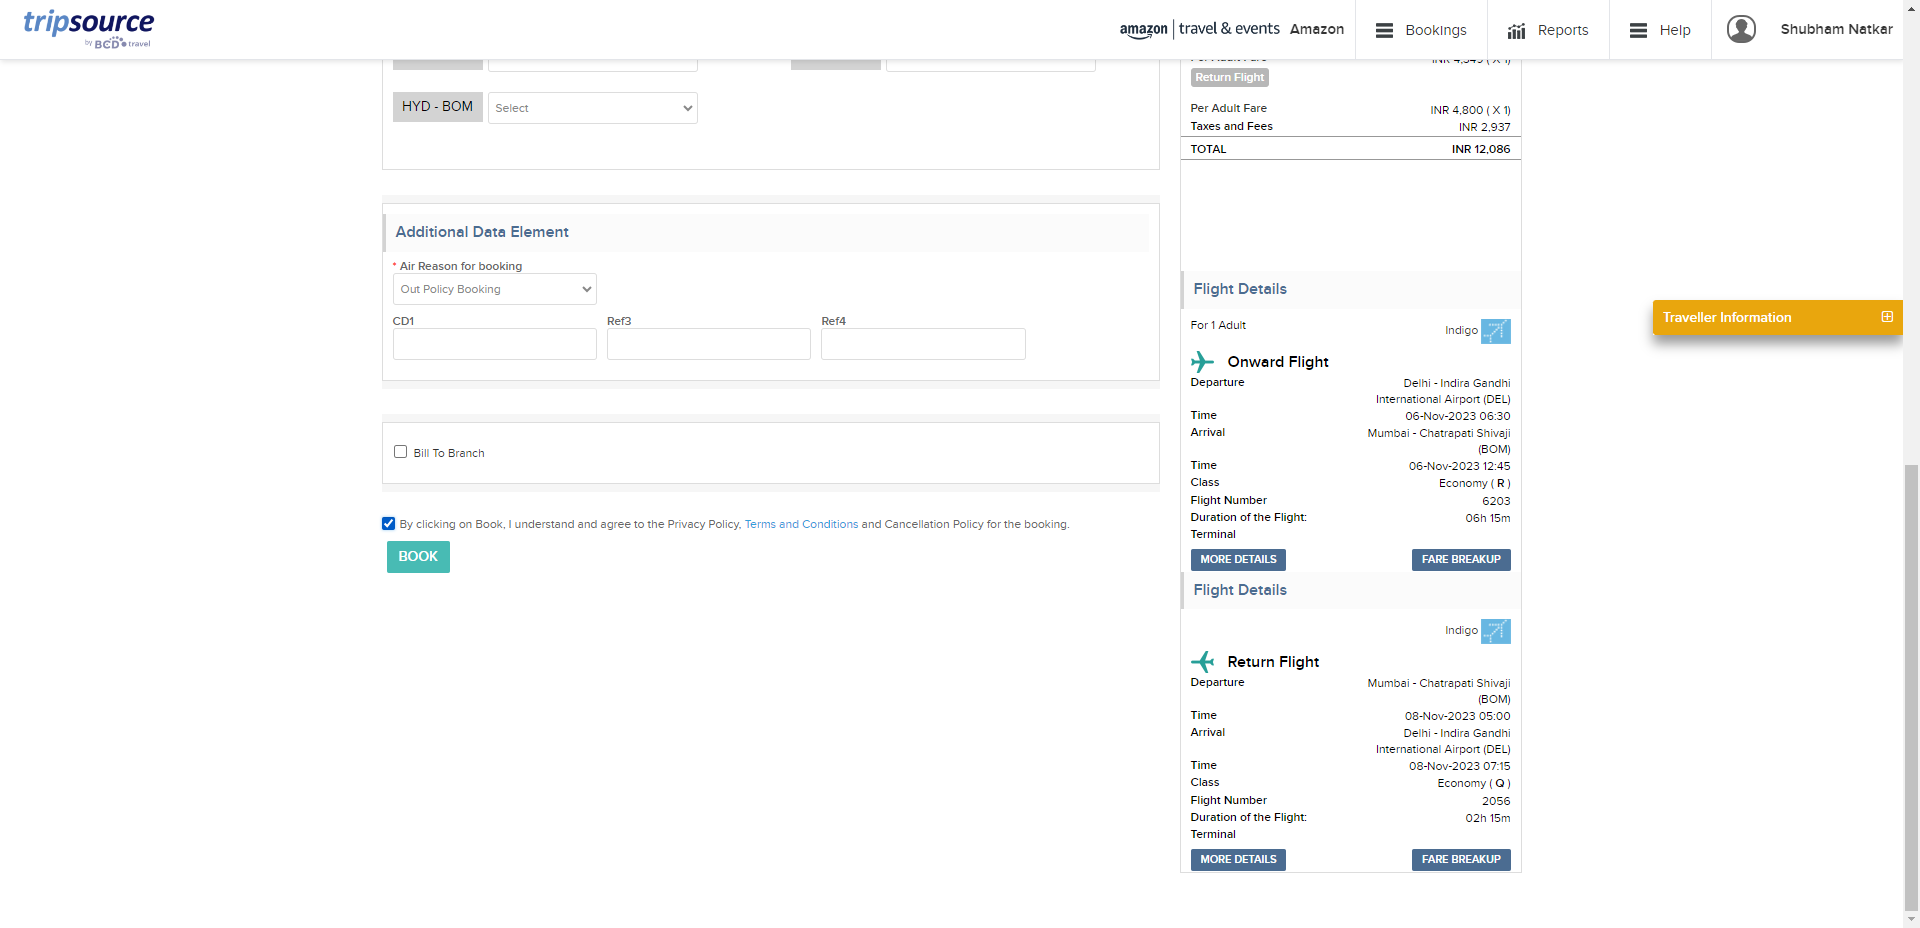 tripsource
by BCD travel
amazon | travel & events Amazon
Bookings
Reports
Help
Shubham Natkar
HYD - BOM
Select
Additional Data Element
* Air Reason for booking
Out Policy Booking
CD1
Ref3
Ref4
Bill To Branch
By clicking on Book, I understand and agree to the Privacy Policy, Terms and Conditions and Cancellation Policy for the booking.
BOOK
Per Adult Fare INR 4,349 ( X 1)
Return Flight
Per Adult Fare INR 4,800 ( X 1)
Taxes and Fees INR 2,937
TOTAL INR 12,086
Flight Details
For 1 Adult Indigo
Onward Flight
Departure Delhi - Indira Gandhi
International Airport (DEL)
Time 06-Nov-2023 06:30
Arrival Mumbai - Chatrapati Shivaji
(BOM)
Time 06-Nov-2023 12:45
Class Economy ( R )
Flight Number 6203
Duration of the Flight: 06h 15m
Terminal
MORE DETAILS FARE BREAKUP
Flight Details
Indigo
Return Flight
Departure Mumbai - Chatrapati Shivaji
(BOM)
Time 08-Nov-2023 05:00
Arrival Delhi - Indira Gandhi
International Airport (DEL)
Time 08-Nov-2023 07:15
Class Economy ( Q )
Flight Number 2056
Duration of the Flight: 02h 15m
Terminal
MORE DETAILS FARE BREAKUP
Traveller Information